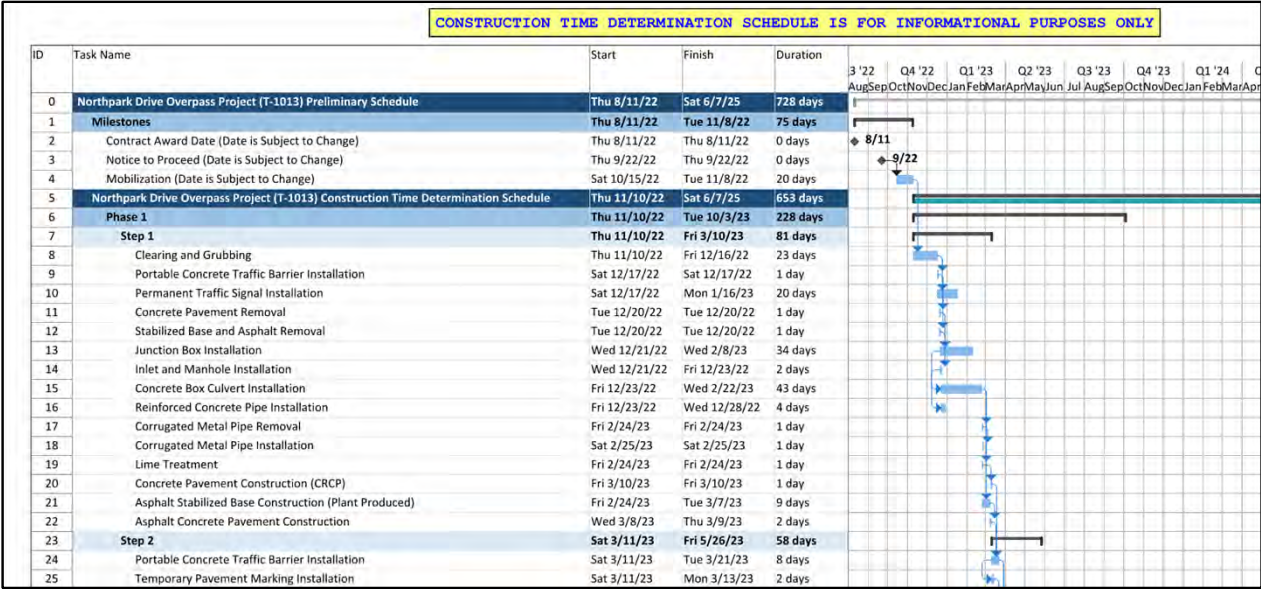 CONSTRUCTION TIME DETERMINATION SCHEDULE IS FOR INFORMATIONAL PURPOSES ONLY
ID Task Name Start Finish Duration
3 '22 Q4 '22 Q1 '23 Q2 '23 Q3 '23 Q4 '23 Q1 '24 Q
Aug Sep Oct Nov Dec Jan Feb Mar Apr May Jun Jul Aug Sep Oct Nov Dec Jan Feb Mar Apr
0 Northpark Drive Overpass Project (T-1013) Preliminary Schedule Thu 8/11/22 Sat 6/7/25 728 days
1 Milestones Thu 8/11/22 Tue 11/8/22 75 days
2 Contract Award Date (Date is Subject to Change) Thu 8/11/22 Thu 8/11/22 0 days 8/11
3 Notice to Proceed (Date is Subject to Change) Thu 9/22/22 Thu 9/22/22 0 days 9/22
4 Mobilization (Date is Subject to Change) Sat 10/15/22 Tue 11/8/22 20 days
5 Northpark Drive Overpass Project (T-1013) Construction Time Determination Schedule Thu 11/10/22 Sat 6/7/25 653 days
6 Phase 1 Thu 11/10/22 Tue 10/3/23 228 days
7 Step 1 Thu 11/10/22 Fri 3/10/23 81 days
8 Clearing and Grubbing Thu 11/10/22 Fri 12/16/22 23 days
9 Portable Concrete Traffic Barrier Installation Sat 12/17/22 Sat 12/17/22 1 day
10 Permanent Traffic Signal Installation Sat 12/17/22 Mon 1/16/23 20 days
11 Concrete Pavement Removal Tue 12/20/22 Tue 12/20/22 1 day
12 Stabilized Base and Asphalt Removal Tue 12/20/22 Tue 12/20/22 1 day
13 Junction Box Installation Wed 12/21/22 Wed 2/8/23 34 days
14 Inlet and Manhole Installation Wed 12/21/22 Fri 12/23/22 2 days
15 Concrete Box Culvert Installation Fri 12/23/22 Wed 2/22/23 43 days
16 Reinforced Concrete Pipe Installation Fri 12/23/22 Wed 12/28/22 4 days
17 Corrugated Metal Pipe Removal Fri 2/24/23 Fri 2/24/23 1 day
18 Corrugated Metal Pipe Installation Sat 2/25/23 Sat 2/25/23 1 day
19 Lime Treatment Fri 2/24/23 Fri 2/24/23 1 day
20 Concrete Pavement Construction (CRCP) Fri 3/10/23 Fri 3/10/23 1 day
21 Asphalt Stabilized Base Construction (Plant Produced) Fri 2/24/23 Tue 3/7/23 9 days
22 Asphalt Concrete Pavement Construction Wed 3/8/23 Thu 3/9/23 2 days
23 Step 2 Sat 3/11/23 Fri 5/26/23 58 days
24 Portable Concrete Traffic Barrier Installation Sat 3/11/23 Tue 3/21/23 8 days
25 Temporary Pavement Marking Installation Sat 3/11/23 Mon 3/13/23 2 days